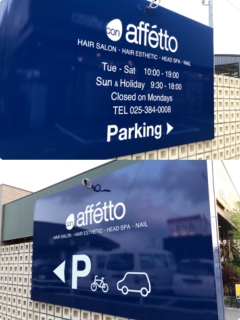 con affétto
HAIR SALON · HAIR ESTHETIC · HEAD SPA · NAIL
Tue - Sat 10:00 - 19:00
Sun & Holiday 9:30 - 18:00
Closed on Mondays
TEL 025-384-0008
Parking
con affétto
HAIR SALON · HAIR ESTHETIC · HEAD SPA · NAIL
P